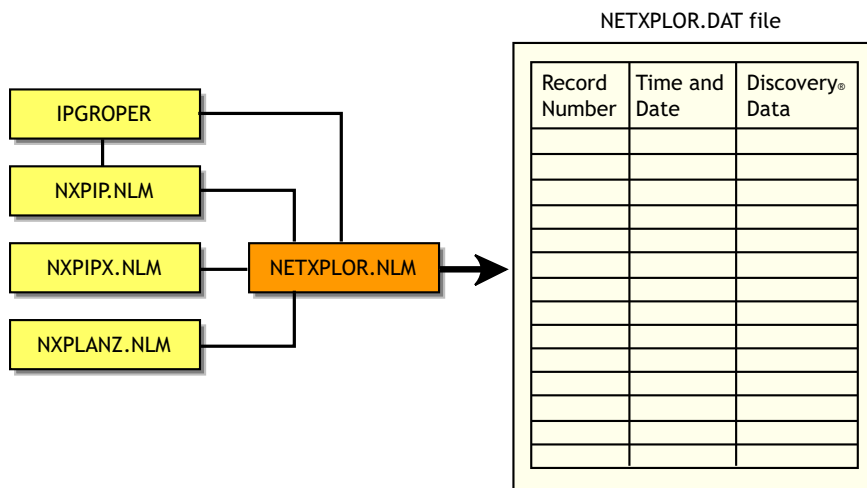 NETXPLOR.DAT file
Record Number
Time and Date
Discovery® Data
IPGROPER
NXPIP.NLM
NXPIPX.NLM
NETXPLOR.NLM
NXPLANZ.NLM